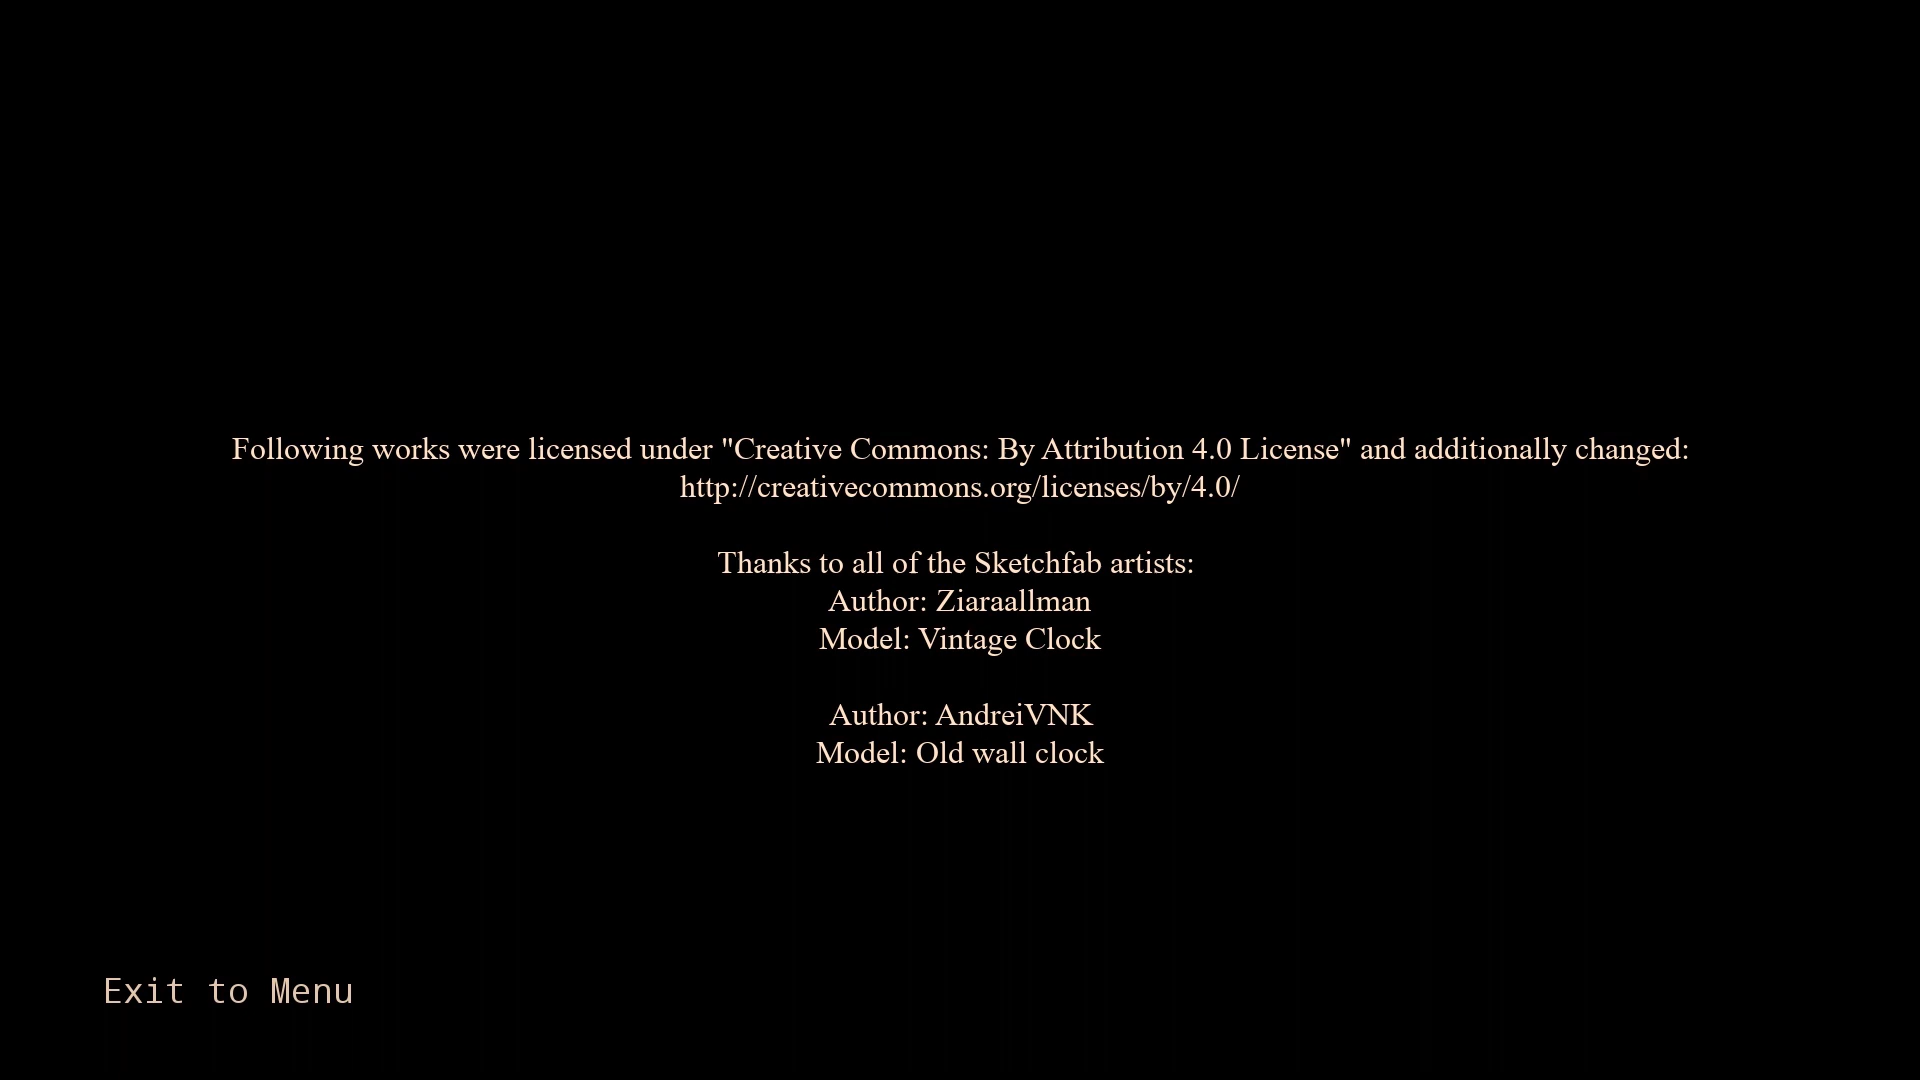 Following works were licensed under "Creative Commons: By Attribution 4.0 License" and additionally changed:
http://creativecommons.org/licenses/by/4.0/
Thanks to all of the Sketchfab artists:
Author: Ziaraallman
Model: Vintage Clock
Author: AndreiVNK
Model: Old wall clock
Exit to Menu